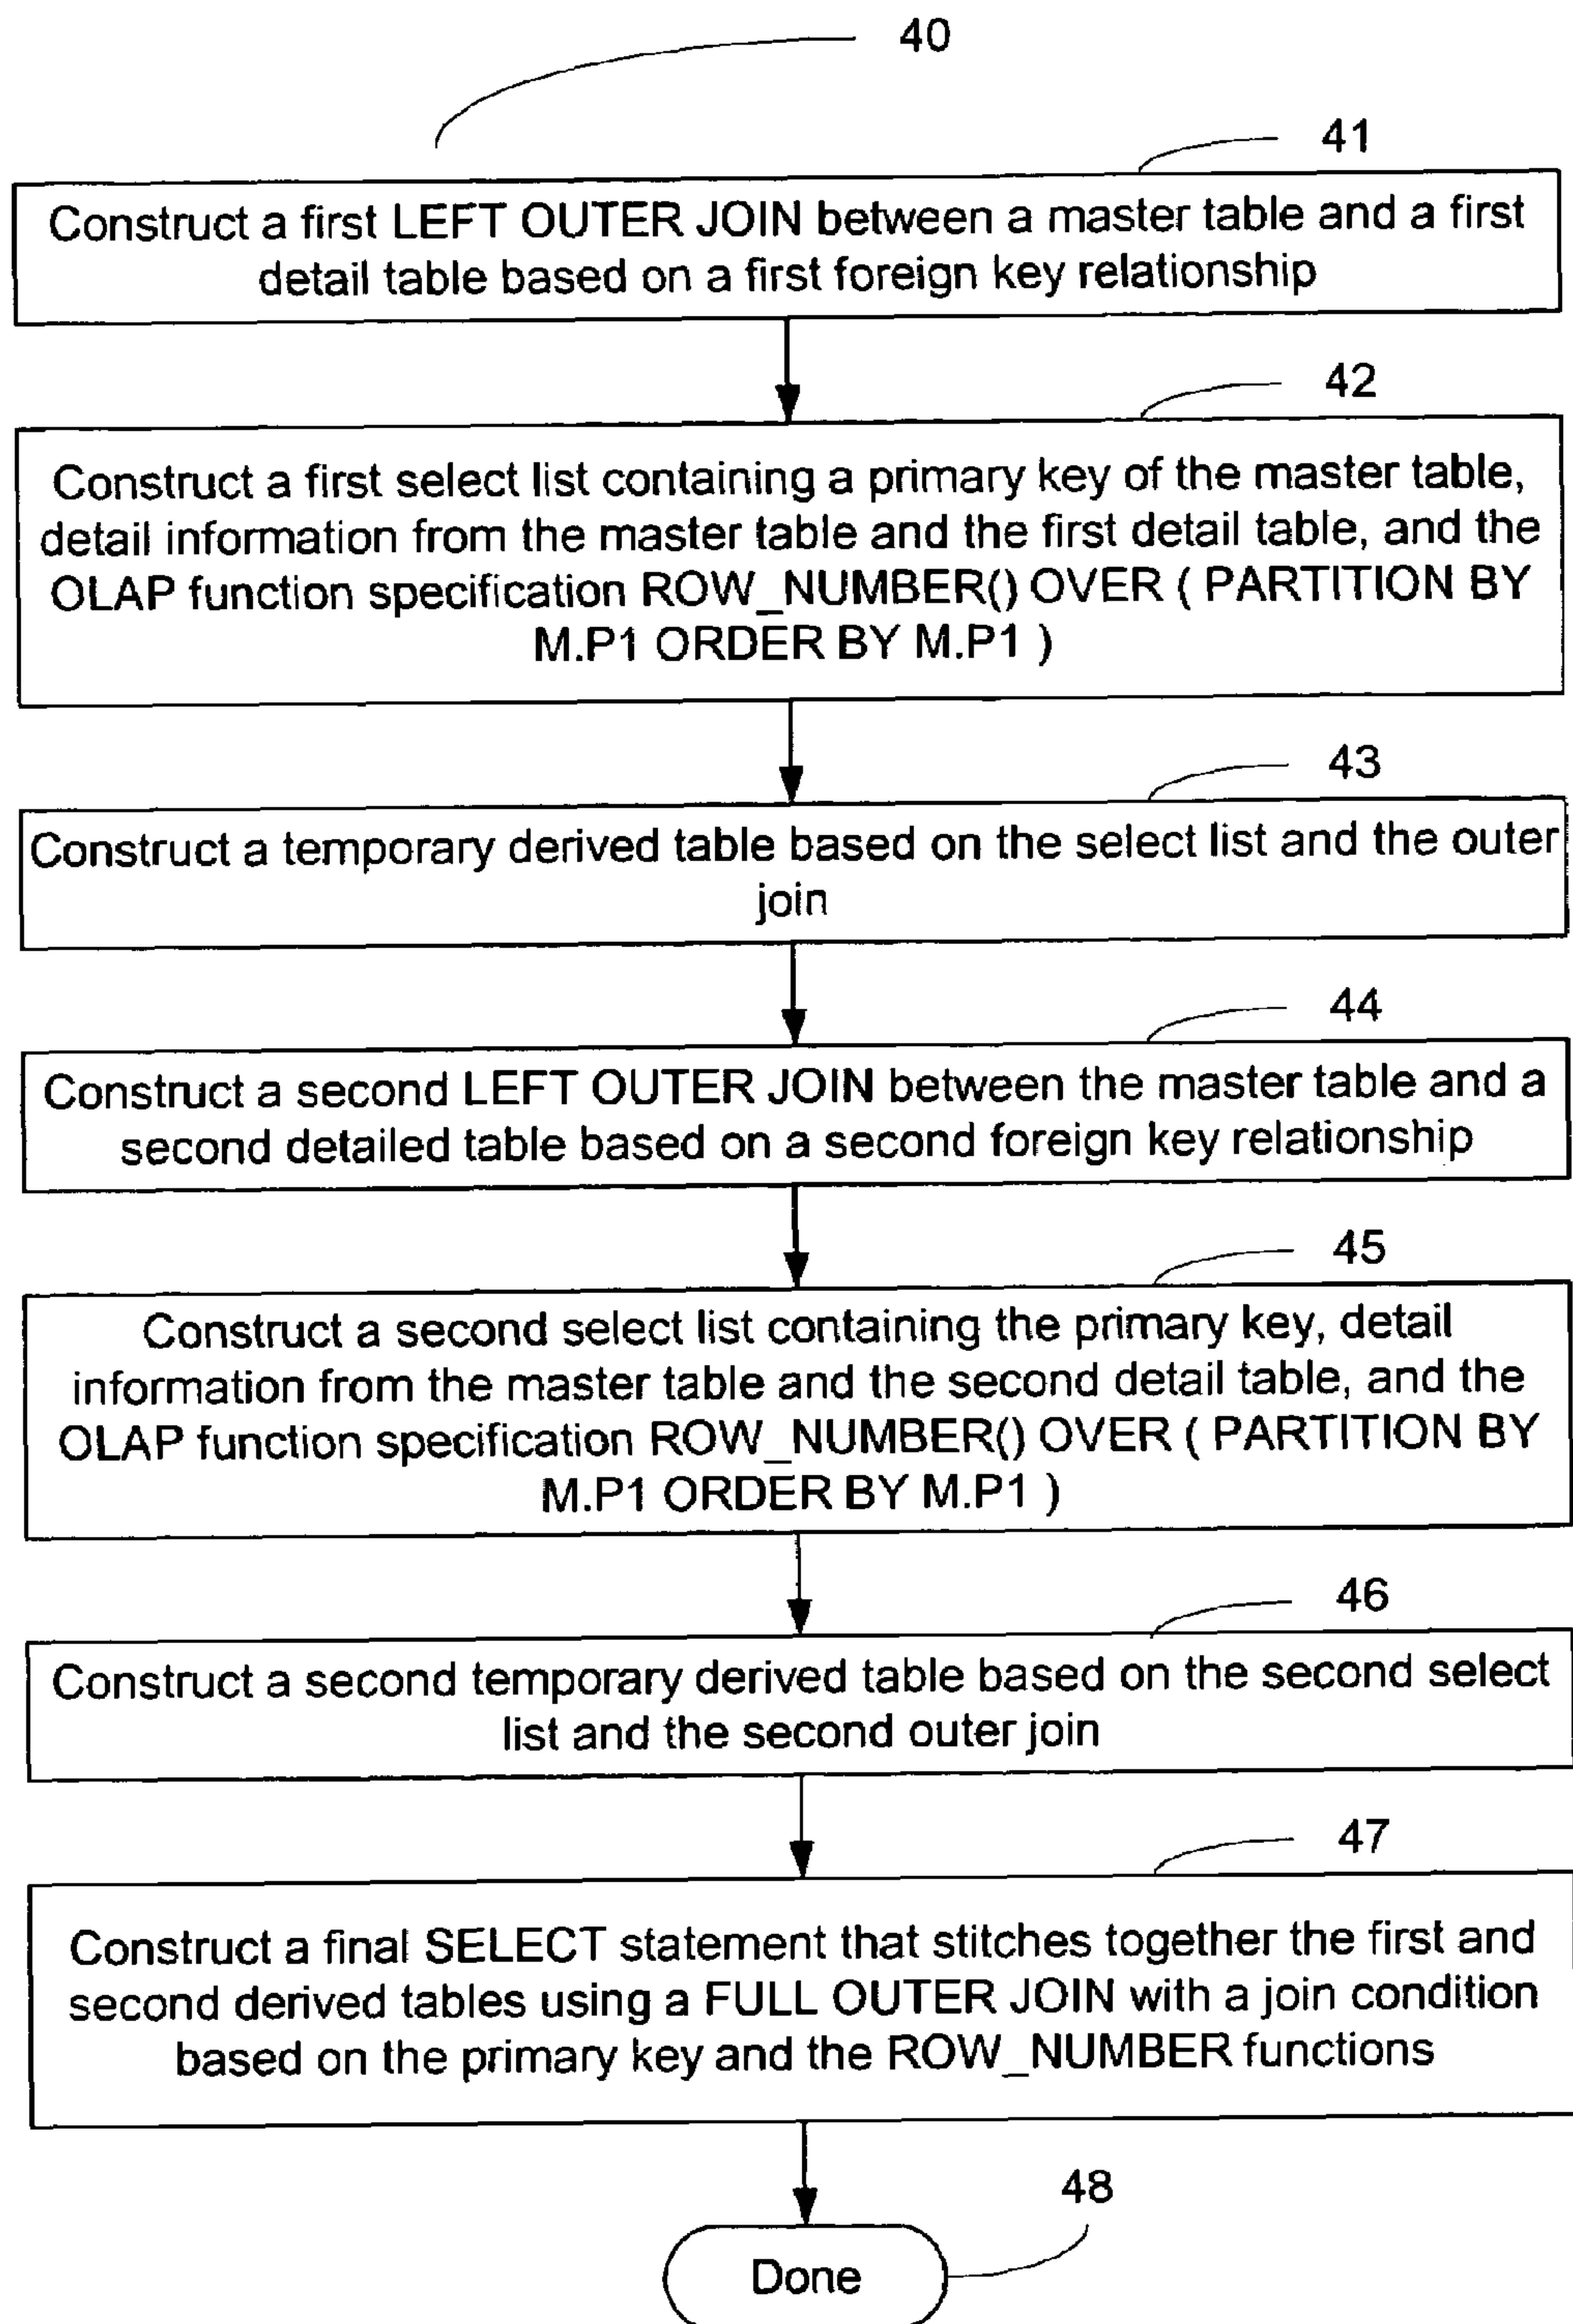 40
41
Construct a first LEFT OUTER JOIN between a master table and a first
detail table based on a first foreign key relationship
42
Construct a first select list containing a primary key of the master table,
detail information from the master table and the first detail table, and the
OLAP function specification ROW_NUMBER() OVER ( PARTITION BY
M.P1 ORDER BY M.P1 )
43
Construct a temporary derived table based on the select list and the outer
join
44
Construct a second LEFT OUTER JOIN between the master table and a
second detailed table based on a second foreign key relationship
45
Construct a second select list containing the primary key, detail
information from the master table and the second detail table, and the
OLAP function specification ROW_NUMBER() OVER ( PARTITION BY
M.P1 ORDER BY M.P1 )
46
Construct a second temporary derived table based on the second select
list and the second outer join
47
Construct a final SELECT statement that stitches together the first and
second derived tables using a FULL OUTER JOIN with a join condition
based on the primary key and the ROW_NUMBER functions
48
Done